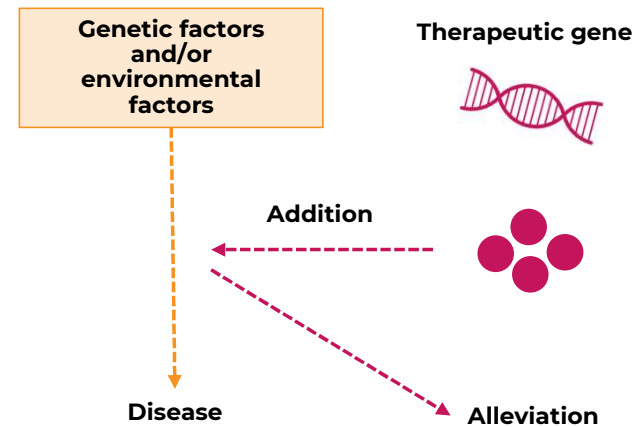 Genetic factors
and/or
environmental
factors
Therapeutic gene
Addition
Disease
Alleviation